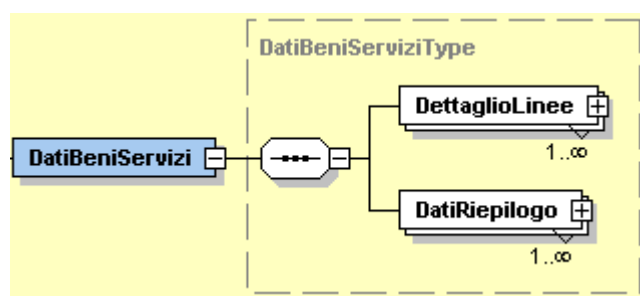 DatiBeniServiziType
DettaglioLinee
1..∞
DatiBeniServizi
DatiRiepilogo
1..∞